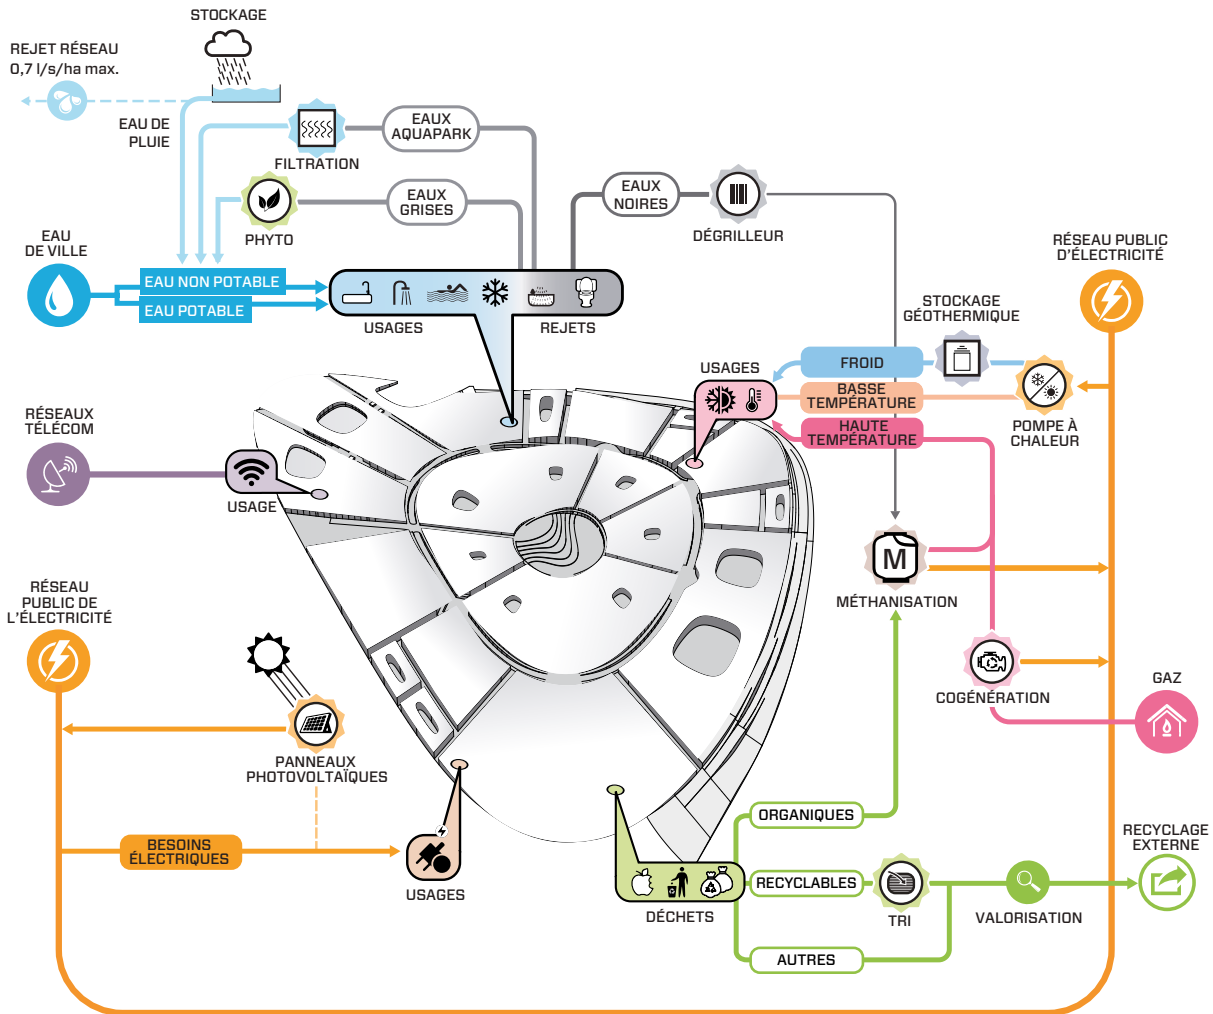 STOCKAGE
REJET RÉSEAU
0,7 l/s/ha max.
EAU DE
PLUIE
FILTRATION
EAUX
AQUAPARK
PHYTO
EAUX
GRISES
EAUX
NOIRES
DÉGRILLEUR
EAU
DE VILLE
EAU NON POTABLE
EAU POTABLE
USAGES
REJETS
RÉSEAU PUBLIC
D'ÉLECTRICITÉ
STOCKAGE
GÉOTHERMIQUE
USAGES
FROID
BASSE
TEMPÉRATURE
HAUTE
TEMPÉRATURE
POMPE À
CHALEUR
RÉSEAUX
TÉLÉCOM
USAGE
M
MÉTHANISATION
RÉSEAU
PUBLIC DE
L'ÉLECTRICITÉ
COGÉNÉRATION
GAZ
PANNEAUX
PHOTOVOLTAÏQUES
BESOINS
ÉLECTRIQUES
USAGES
ORGANIQUES
RECYCLABLES
AUTRES
DÉCHETS
TRI
VALORISATION
RECYCLAGE
EXTERNE